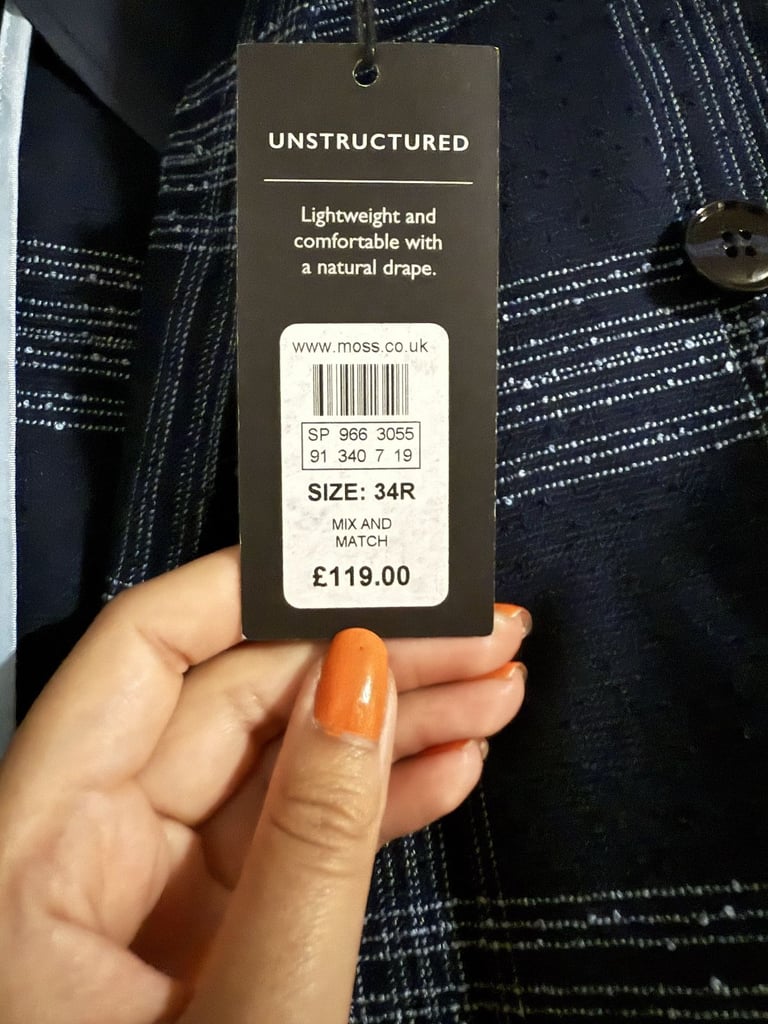 UNSTRUCTURED
Lightweight and
comfortable with
a natural drape.
www.moss.co.uk
SP 966 3055
91 340 7 19
SIZE: 34R
MIX AND
MATCH
£119.00